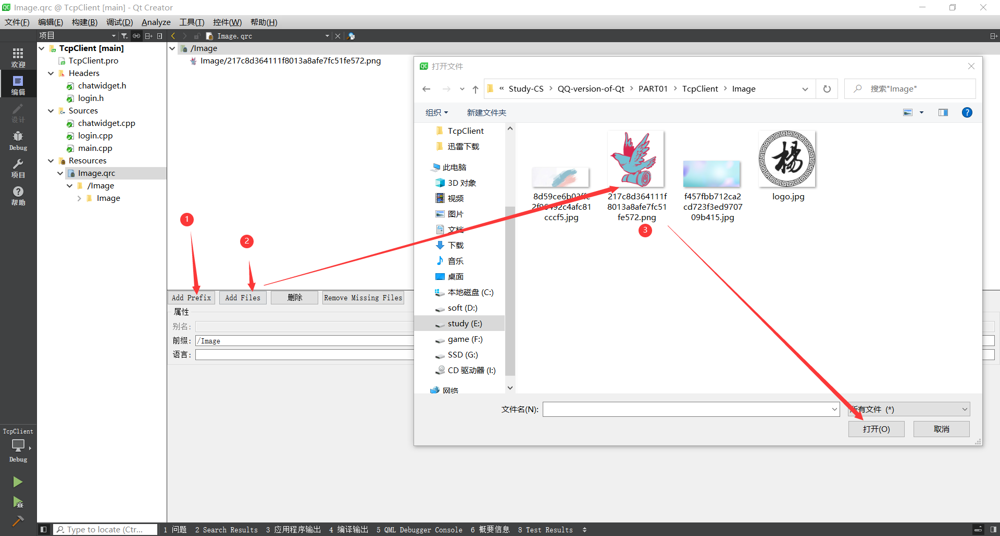 Image.qrc @ TcpClient [main] - Qt Creator
文件(F) 编辑(E) 构建(B) 调试(D) Analyze 工具(T) 控件(W) 帮助(H)
项目
Image.qrc
欢迎
编辑
设计
Debug
项目
帮助
TcpClient
Debug
TcpClient [main]
TcpClient.pro
Headers
chatwidget.h
login.h
Sources
chatwidget.cpp
login.cpp
main.cpp
Resources
Image.qrc
/Image
Image
/Image
Image/217c8d364111f8013a8afe7fc51fe572.png
1
2
3
Add Prefix Add Files 删除 Remove Missing Files
属性
别名:
前缀: /Image
语言:
打开文件
« Study-CS > QQ-version-of-Qt > PART01 > TcpClient > Image
搜索"Image"
组织 新建文件夹
TcpClient
迅雷下载
此电脑
3D 对象
视频
图片
文档
下载
音乐
桌面
本地磁盘 (C:)
soft (D:)
study (E:)
game (F:)
SSD (G:)
CD 驱动器 (I:)
网络
cccf5.jpg
217c8d364111f
8013a8afe7fc51
fe572.png
f457fbb712ca2
cd723f3ed9707
09b415.jpg
楊
logo.jpg
文件名(N):
所有文件 (*)
打开(O) 取消
Type to locate (Ctr...
1 问题 2 Search Results 3 应用程序输出 4 编译输出 5 QML Debugger Console 6 概要信息 8 Test Results